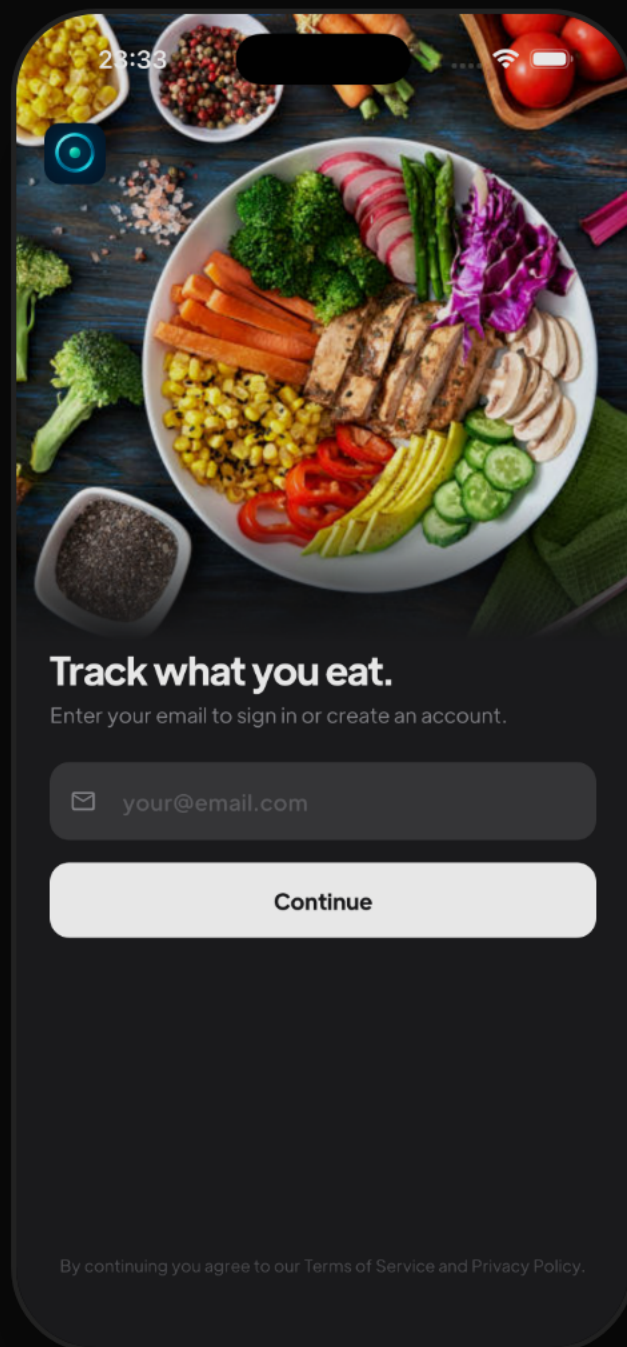 23:33
Track what you eat.
Enter your email to sign in or create an account.
your@email.com
Continue
By continuing you agree to our Terms of Service and Privacy Policy.